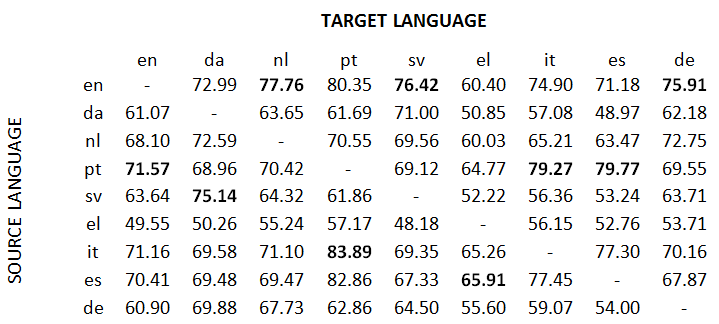 TARGET LANGUAGE
en da nl pt sv el it es de
en - 72.99 77.76 80.35 76.42 60.40 74.90 71.18 75.91
da 61.07 - 63.65 61.69 71.00 50.85 57.08 48.97 62.18
nl 68.10 72.59 - 70.55 69.56 60.03 65.21 63.47 72.75
pt 71.57 68.96 70.42 - 69.12 64.77 79.27 79.77 69.55
sv 63.64 75.14 64.32 61.86 - 52.22 56.36 53.24 63.71
el 49.55 50.26 55.24 57.17 48.18 - 56.15 52.76 53.71
it 71.16 69.58 71.10 83.89 69.35 65.26 - 77.30 70.16
es 70.41 69.48 69.47 82.86 67.33 65.91 77.45 - 67.87
de 60.90 69.88 67.73 62.86 64.50 55.60 59.07 54.00 -
SOURCE LANGUAGE